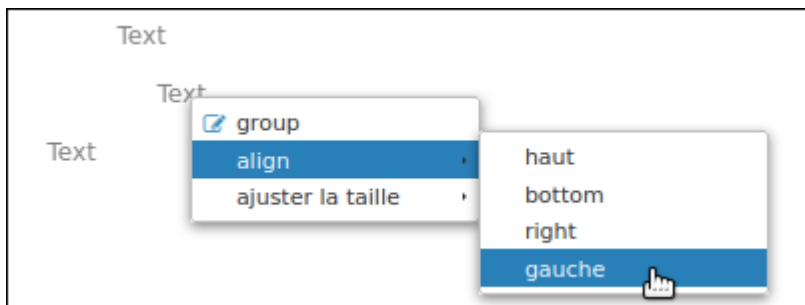 Text
Text
Text
group
align
ajuster la taille
haut
bottom
right
gauche